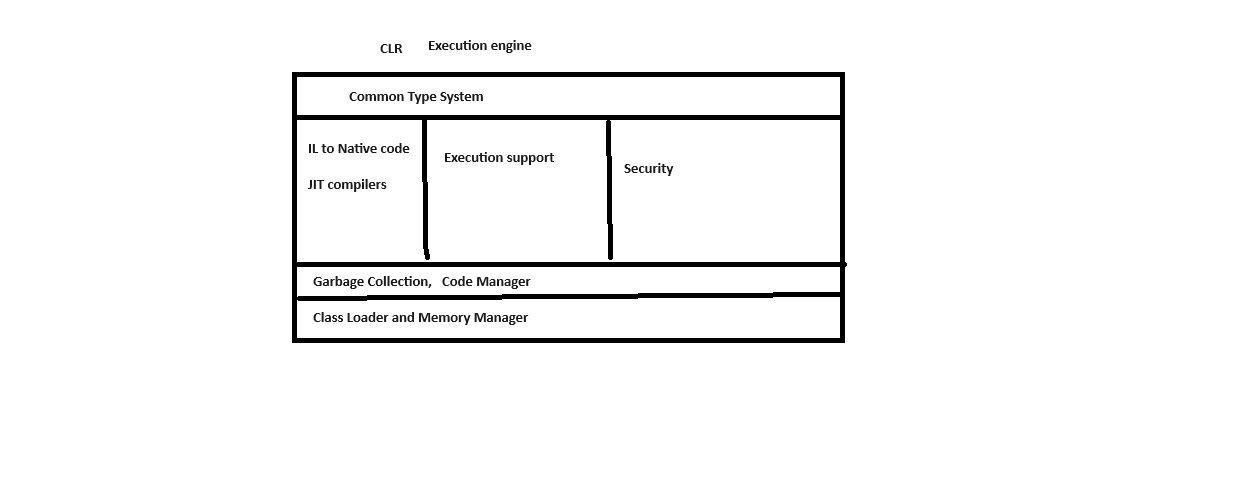 CLR Execution engine
Common Type System
IL to Native code
JIT compilers
Execution support
Security
Garbage Collection, Code Manager
Class Loader and Memory Manager